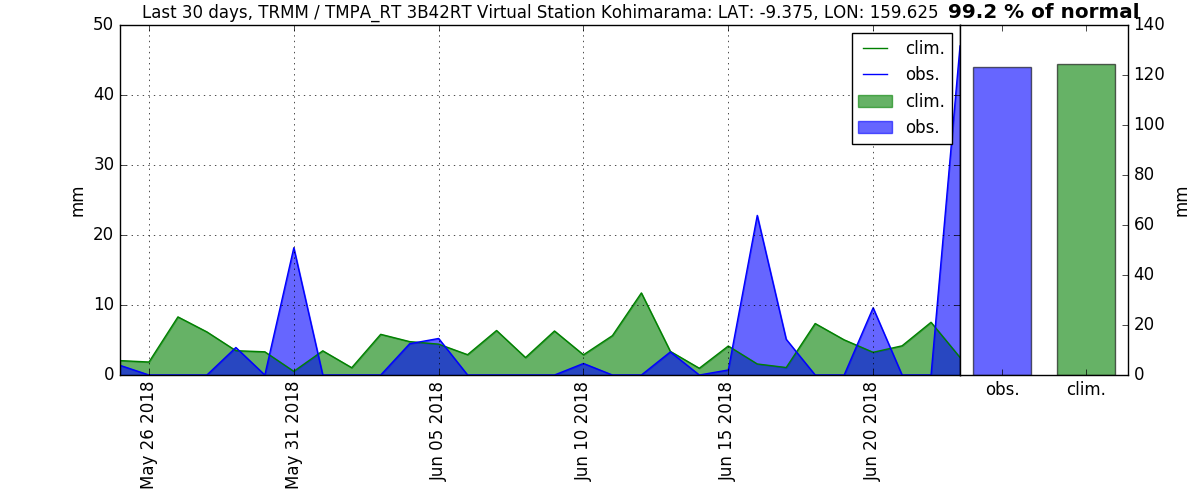 Last 30 days, TRMM / TMPA_RT 3B42RT Virtual Station Kohimarama: LAT: -9.375, LON: 159.625 99.2 % of normal
clim.
obs.
clim.
obs.
50
40
30
20
10
0
mm
May 26 2018
May 31 2018
Jun 05 2018
Jun 10 2018
Jun 15 2018
Jun 20 2018
140
120
100
80
60
40
20
0
mm
obs. clim.